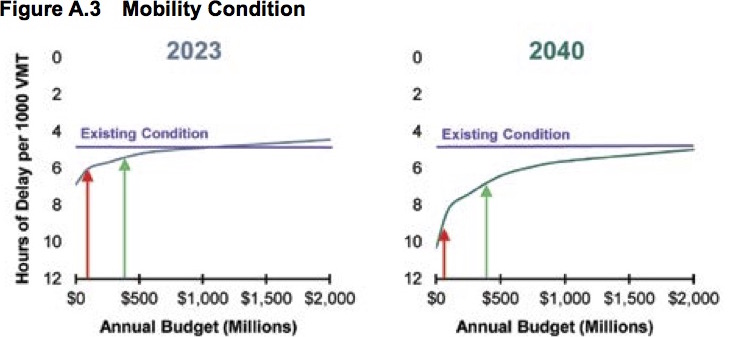 Figure A.3 Mobility Condition
2023
Hours of Delay per 1000 VMT
0
2
4
6
8
10
12
Existing Condition
$0 $500 $1,000 $1,500 $2,000
Annual Budget (Millions)
2040
0
2
4
6
8
10
12
Existing Condition
$0 $500 $1,000 $1,500 $2,000
Annual Budget (Millions)